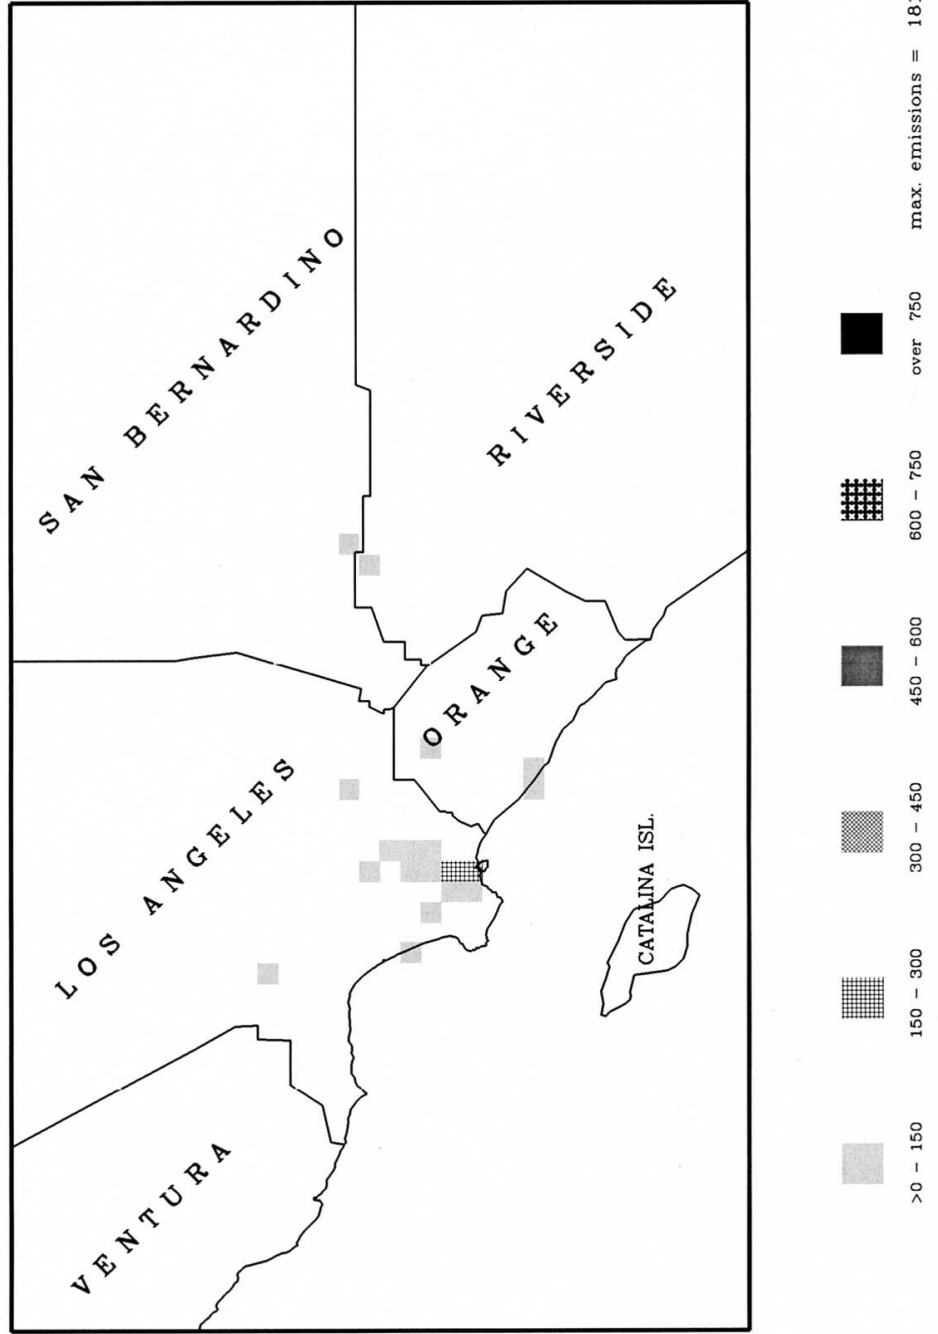 SAN BERNARDINO
LOS ANGELES
VENTURA
RIVERSIDE
ORANGE
CATALINA ISL.
>0 – 150
150 – 300
300 – 450
450 – 600
600 – 750
over 750
max. emissions =